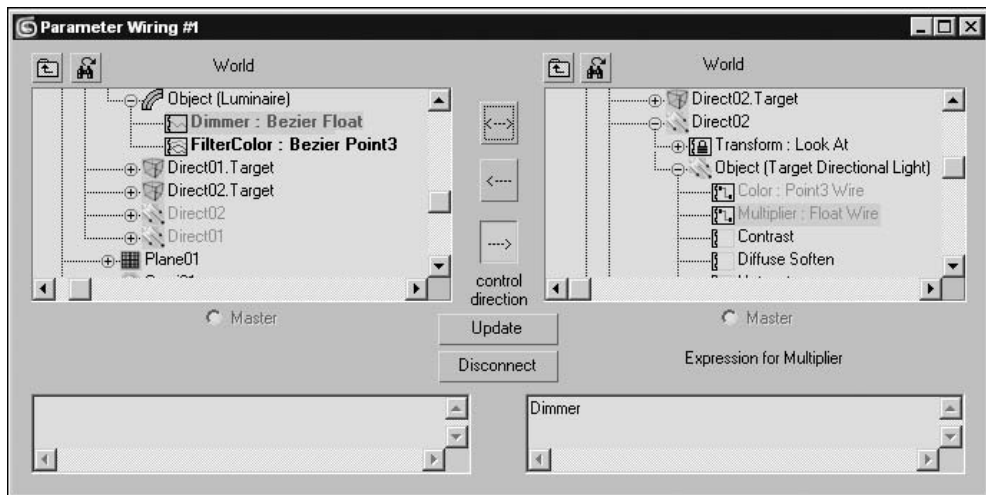 Parameter Wiring #1
World
World
Object (Luminaire)
Dimmer : Bezier Float
FilterColor : Bezier Point3
Direct01.Target
Direct02.Target
Direct02
Direct01
Plane01
Direct02.Target
Direct02
Transform : Look At
Object (Target Directional Light)
Color : Point3 Wire
Multiplier : Float Wire
Contrast
Diffuse Soften
<--->
<----
---->
control
direction
Master
Master
Update
Disconnect
Expression for Multiplier
Dimmer